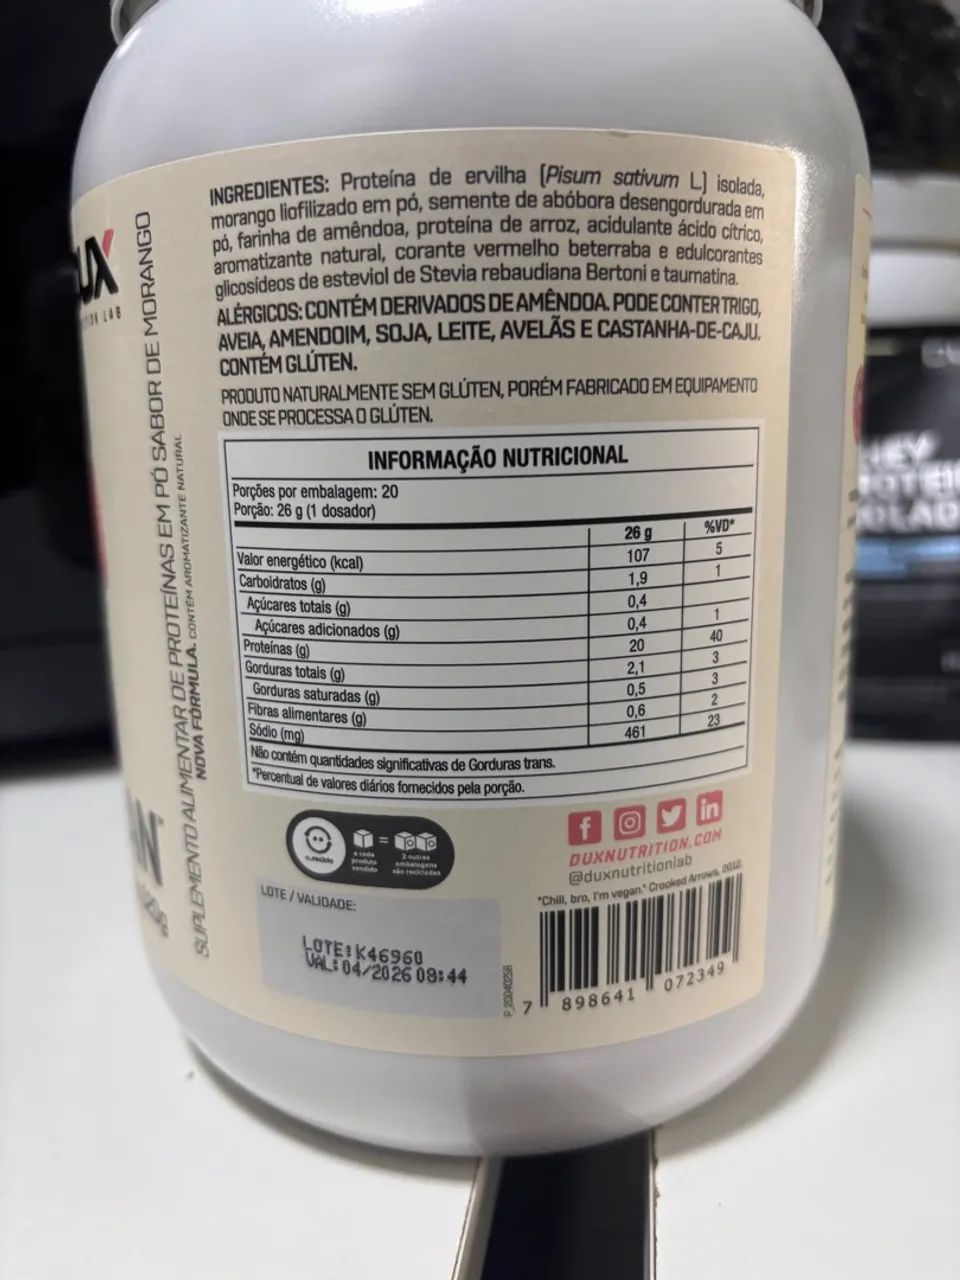 INGREDIENTES: Proteína de ervilha (Pisum sativum L.) isolada,
morango liofilizado em pó, semente de abóbora desengordurada em
pó, farinha de amêndoa, proteína de arroz, acidulante ácido cítrico,
aromatizante natural, corante vermelho beterraba e edulcorantes
glicosídeos de esteviol de Stevia rebaudiana Bertoni e taumatina.
ALÉRGICOS: CONTÉM DERIVADOS DE AMÊNDOA. PODE CONTER TRIGO,
AVEIA, AMENDOIM, SOJA, LEITE, AVELÃS E CASTANHA-DE-CAJU.
CONTÉM GLÚTEN.
PRODUTO NATURALMENTE SEM GLÚTEN, PORÉM FABRICADO EM EQUIPAMENTO
ONDE SE PROCESSA O GLÚTEN.
INFORMAÇÃO NUTRICIONAL
Porções por embalagem: 20
Porção: 26 g (1 dosador)
26 g %VD*
Valor energético (kcal) 107 5
Carboidratos (g) 1,9 1
Açúcares totais (g) 0,4
Açúcares adicionados (g) 0,4 1
Proteínas (g) 20 40
Gorduras totais (g) 2,1 3
Gorduras saturadas (g) 0,5 3
Fibras alimentares (g) 0,6 2
Sódio (mg) 461 23
Não contém quantidades significativas de Gorduras trans.
*Percentual de valores diários fornecidos pela porção.
SUPLEMENTO ALIMENTAR DE PROTEÍNAS EM PÓ SABOR DE MORANGO
NOVA FÓRMULA. CONTÉM AROMATIZANTE NATURAL
a cada
produto
vendido
=
2 outras
embalagens
são recicladas
DUXNUTRITION.COM
@duxnutritionlab
"Chill, bro, I'm vegan." Crooked Arrows, 2012.
LOTE / VALIDADE:
LOTE:K46960
VAL:04/2026 08:44
7 898641 072349